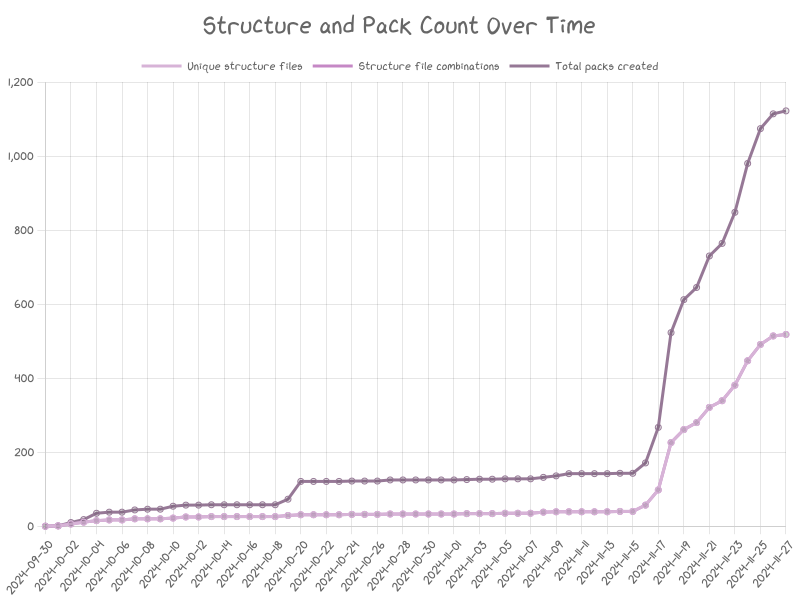 Structure and Pack Count Over Time
Unique structure files Structure file combinations Total packs created
1,200
1,000
800
600
400
200
0
2024-09-30 2024-10-02 2024-10-04 2024-10-06 2024-10-08 2024-10-10 2024-10-12 2024-10-14 2024-10-16 2024-10-18 2024-10-20 2024-10-22 2024-10-24 2024-10-26 2024-10-28 2024-10-30 2024-11-01 2024-11-03 2024-11-05 2024-11-07 2024-11-09 2024-11-11 2024-11-13 2024-11-15 2024-11-17 2024-11-19 2024-11-21 2024-11-23 2024-11-25 2024-11-27